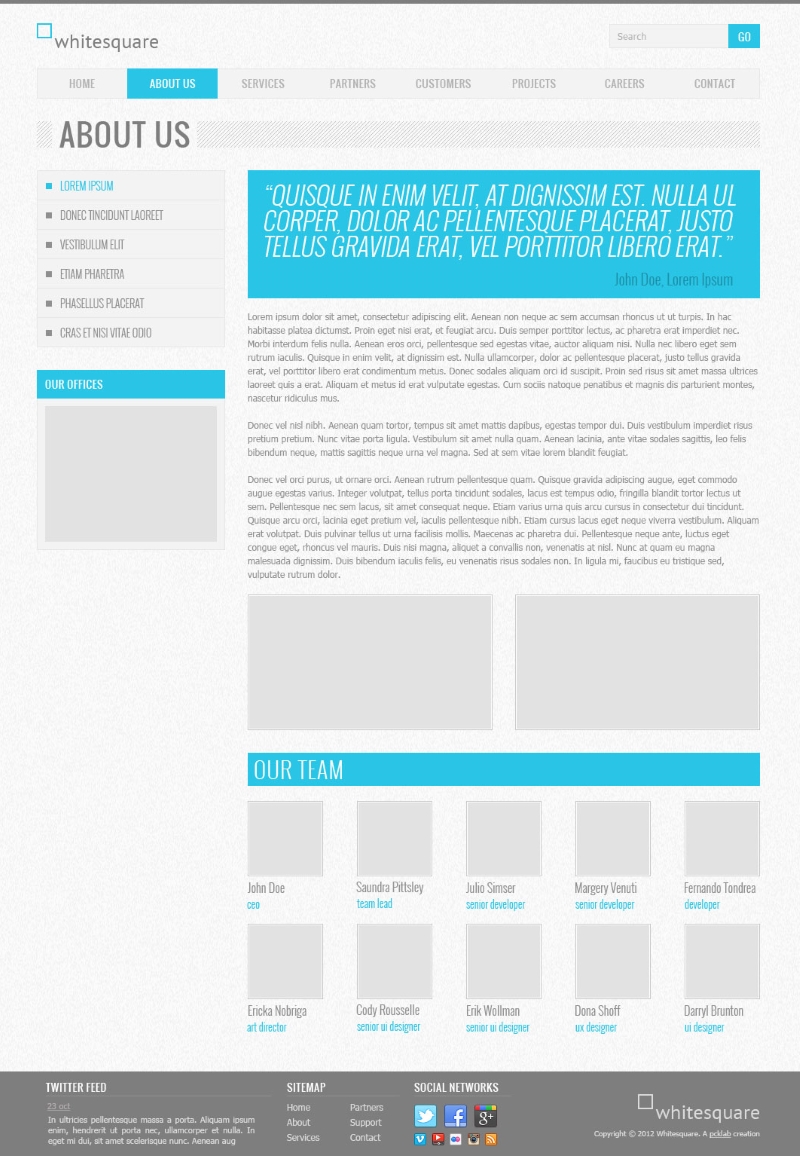 whitesquare
Search
GO
HOME
ABOUT US
SERVICES
PARTNERS
CUSTOMERS
PROJECTS
CAREERS
CONTACT
ABOUT US
LOREM IPSUM
DONEC TINCIDUNT LAOREET
VESTIBULUM ELIT
ETIAM PHARETRA
PHASELLUS PLACERAT
CRAS ET NISI VITAE ODIO
OUR OFFICES
“QUISQUE IN ENIM VELIT, AT DIGNISSIM EST. NULLA UL
CORPER, DOLOR AC PELLENTESQUE PLACERAT, JUSTO
TELLUS GRAVIDA ERAT, VEL PORTTITOR LIBERO ERAT.”
John Doe, Lorem Ipsum
Lorem ipsum dolor sit amet, consectetur adipiscing elit. Aenean non neque ac sem accumsan rhoncus ut ut turpis. In hac
habitasse platea dictumst. Proin eget nisi erat, et feugiat arcu. Duis semper porttitor lectus, ac pharetra erat imperdiet nec.
Morbi interdum felis nulla. Aenean eros orci, pellentesque sed egestas vitae, auctor aliquam nisi. Nulla nec libero eget sem
rutrum iaculis. Quisque in enim velit, at dignissim est. Nulla ullamcorper, dolor ac pellentesque placerat, justo tellus gravida
erat, vel porttitor libero erat condimentum metus. Donec sodales aliquam orci id suscipit. Proin sed risus sit amet massa ultrices
laoreet quis a erat. Aliquam et metus id erat vulputate egestas. Cum sociis natoque penatibus et magnis dis parturient montes,
nascetur ridiculus mus.
Donec vel nisl nibh. Aenean quam tortor, tempus sit amet mattis dapibus, egestas tempor dui. Duis vestibulum imperdiet risus
pretium pretium. Nunc vitae porta ligula. Vestibulum sit amet nulla quam. Aenean lacinia, ante vitae sodales sagittis, leo felis
bibendum neque, mattis sagittis neque urna vel magna. Sed at sem vitae lorem blandit feugiat.
Donec vel orci purus, ut ornare orci. Aenean rutrum pellentesque quam. Quisque gravida adipiscing augue, eget commodo
augue egestas varius. Integer volutpat, tellus porta tincidunt sodales, lacus est tempus odio, fringilla blandit tortor lectus ut
sem. Pellentesque nec sem lacus, sit amet consequat neque. Etiam varius urna quis arcu cursus in consectetur dui tincidunt.
Quisque arcu orci, lacinia eget pretium vel, iaculis pellentesque nibh. Etiam cursus lacus eget neque viverra vestibulum. Aliquam
erat volutpat. Duis pulvinar tellus ut urna facilisis mollis. Maecenas ac pharetra dui. Pellentesque neque ante, luctus eget
congue eget, rhoncus vel mauris. Duis nisi magna, aliquet a convallis non, venenatis at nisl. Nunc at quam eu magna
malesuada dignissim. Duis bibendum iaculis felis, eu venenatis risus sodales non. In ligula mi, faucibus eu tristique sed,
vulputate rutrum dolor.
OUR TEAM
John Doe
ceo
Saundra Pittsley
team lead
Julio Simser
senior developer
Margery Venuti
senior developer
Fernando Tondrea
developer
Ericka Nobriga
art director
Cody Rousselle
senior ui designer
Erik Wollman
senior ui designer
Dona Shoff
ux designer
Darryl Brunton
ui designer
TWITTER FEED
23 oct
In ultricies pellentesque massa a porta. Aliquam ipsum
enim, hendrerit ut porta nec, ullamcorper et nulla. In
eget mi dui, sit amet scelerisque nunc. Aenean aug
SITEMAP
Home
About
Services
Partners
Support
Contact
SOCIAL NETWORKS
whitesquare
Copyright © 2012 Whitesquare. A pcklab creation